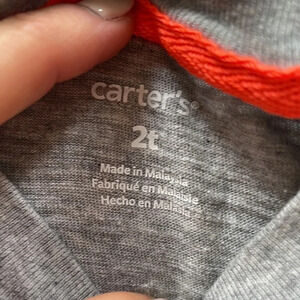 carter's®
2t
Made in Malaysia
Fabriqué en Malaisie
Hecho en Malasia